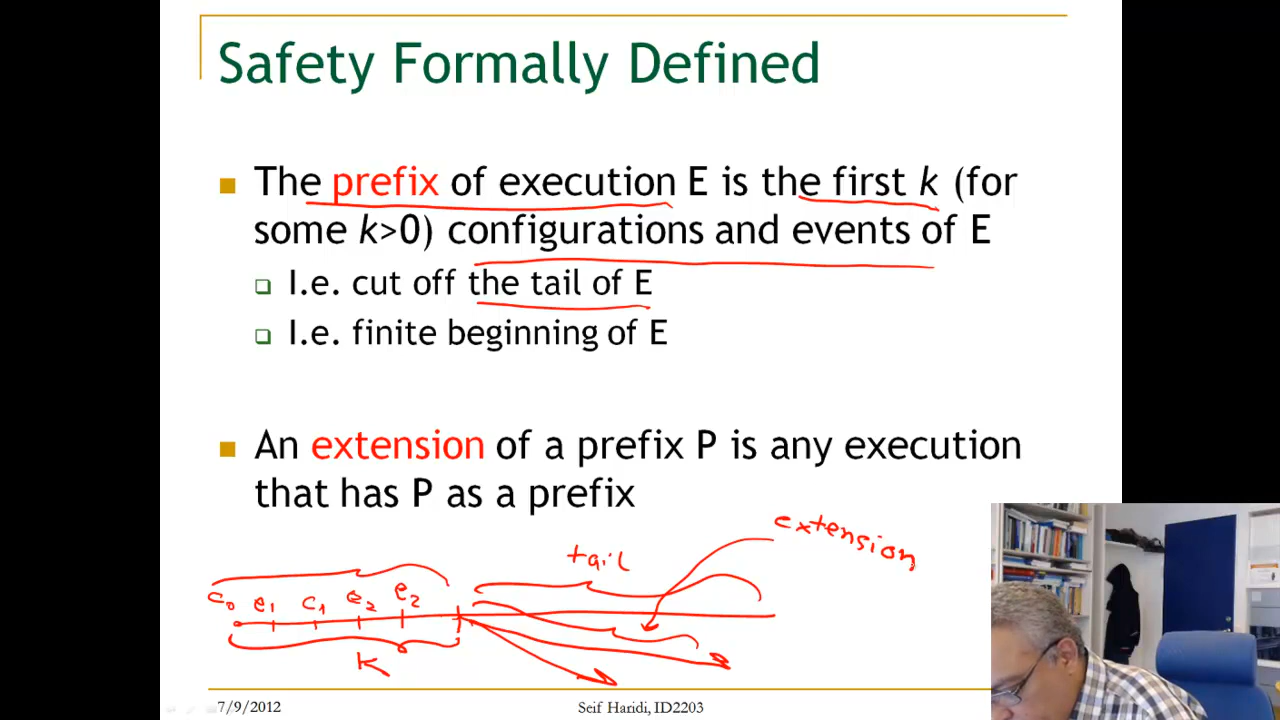 Safety Formally Defined
The prefix of execution E is the first k (for
some k>0) configurations and events of E
I.e. cut off the tail of E
I.e. finite beginning of E
An extension of a prefix P is any execution
that has P as a prefix
extension
tail
c₀ e₁ c₁ e₂ e₂
K
7/9/2012
Seif Haridi, ID2203